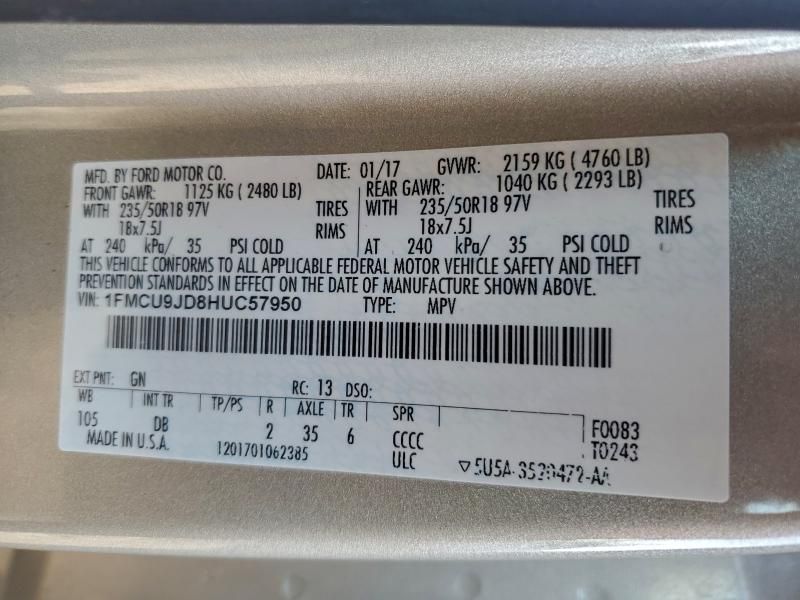 MFD. BY FORD MOTOR CO. DATE: 01/17 GVWR: 2159 KG ( 4760 LB)
FRONT GAWR: 1125 KG ( 2480 LB) REAR GAWR: 1040 KG ( 2293 LB)
WITH 235/50R18 97V TIRES WITH 235/50R18 97V TIRES
18x7.5J RIMS 18x7.5J RIMS
AT 240 kPa/ 35 PSI COLD AT 240 kPa/ 35 PSI COLD
THIS VEHICLE CONFORMS TO ALL APPLICABLE FEDERAL MOTOR VEHICLE SAFETY AND THEFT
PREVENTION STANDARDS IN EFFECT ON THE DATE OF MANUFACTURE SHOWN ABOVE.
VIN: 1FMCU9JD8HUC57950 TYPE: MPV
EXT PNT: GN RC: 13 DSO:
WB INT TR TP/PS R AXLE TR SPR
105 DB 2 35 6 CCCC F0083
MADE IN U.S.A. 1201701062385 ULC T0243